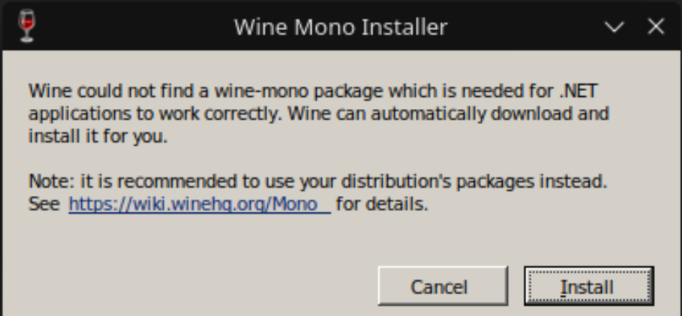 Wine Mono Installer
Wine could not find a wine-mono package which is needed for .NET
applications to work correctly. Wine can automatically download and
install it for you.
Note: it is recommended to use your distribution's packages instead.
See https://wiki.winehq.org/Mono for details.
Cancel Install